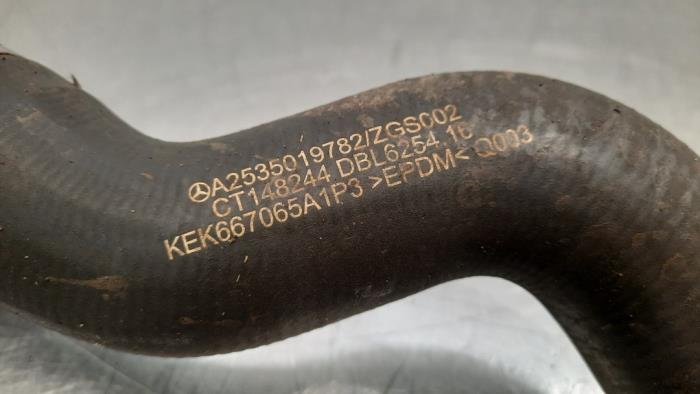 A2535019782/ZGS002
CT148244 DBL6254.10
KEK667065A1P3 >EPDM< Q003